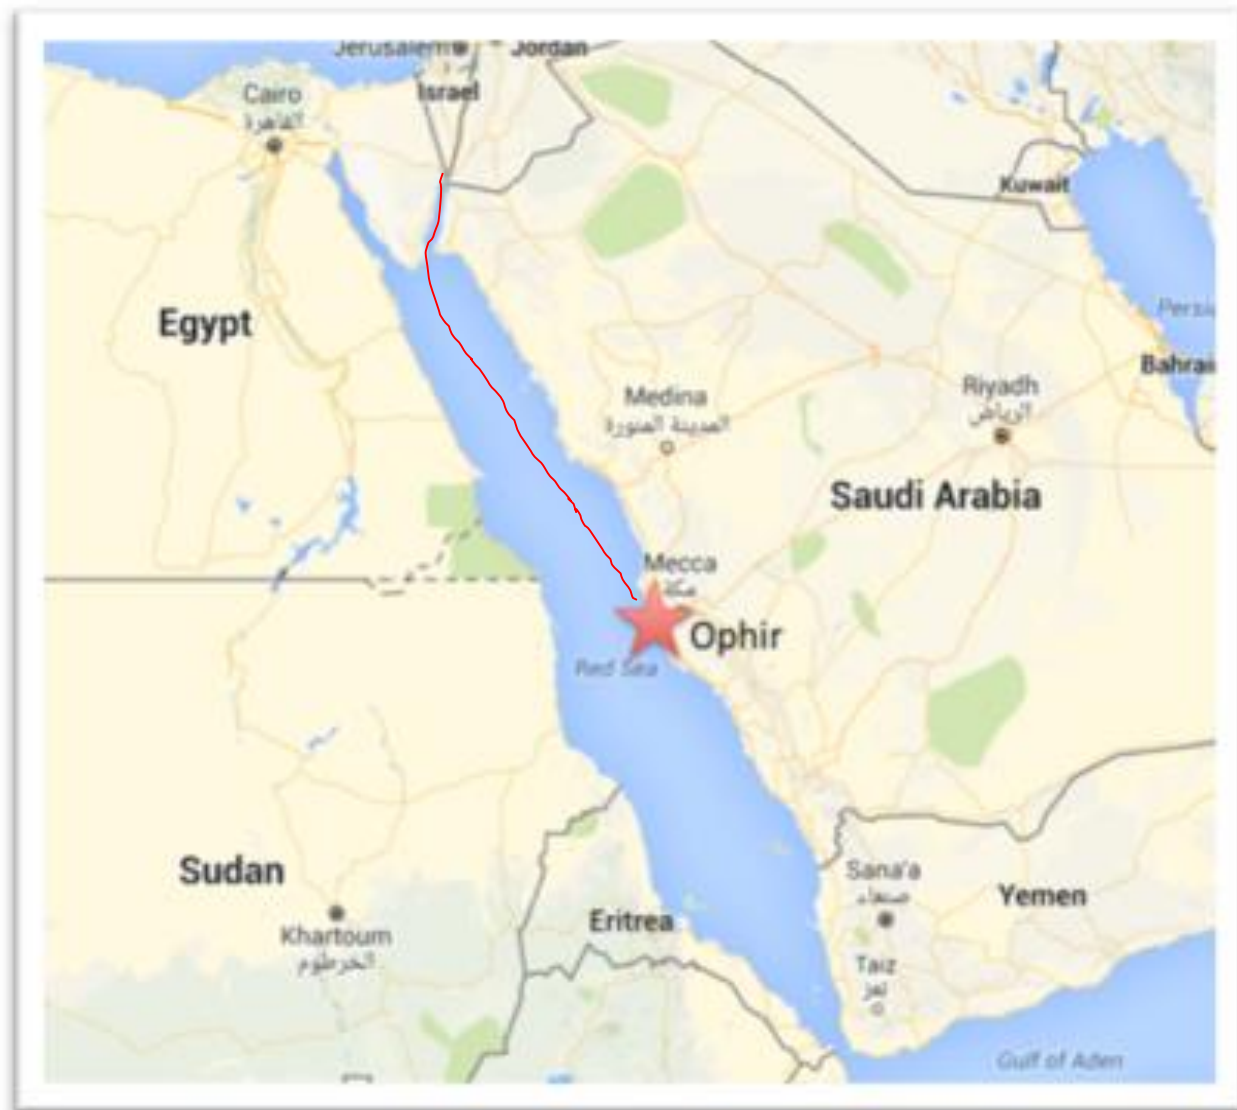 Jerusalem
Jordan
Israel
Cairo
القاهرة
Kuwait
Egypt
Medina
المدينة المنورة
Riyadh
الرياض
Bahrai
Saudi Arabia
Mecca
مكة
Ophir
Red Sea
Sudan
Khartoum
الخرطوم
Eritrea
Sana'a
صنعاء
Yemen
Taiz
تعز
Gulf of Aden